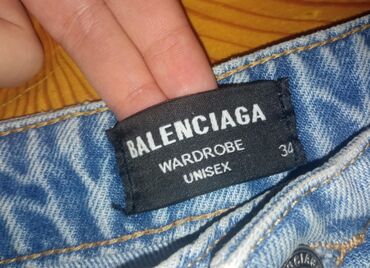 BALENCIAGA
WARDROBE
UNISEX
34